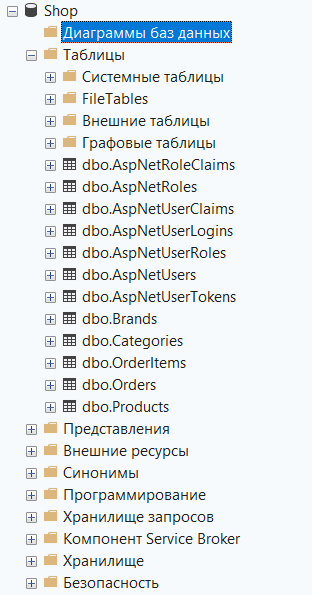 Shop
Диаграммы баз данных
Таблицы
Системные таблицы
FileTables
Внешние таблицы
Графовые таблицы
dbo.AspNetRoleClaims
dbo.AspNetRoles
dbo.AspNetUserClaims
dbo.AspNetUserLogins
dbo.AspNetUserRoles
dbo.AspNetUsers
dbo.AspNetUserTokens
dbo.Brands
dbo.Categories
dbo.OrderItems
dbo.Orders
dbo.Products
Представления
Внешние ресурсы
Синонимы
Программирование
Хранилище запросов
Компонент Service Broker
Хранилище
Безопасность